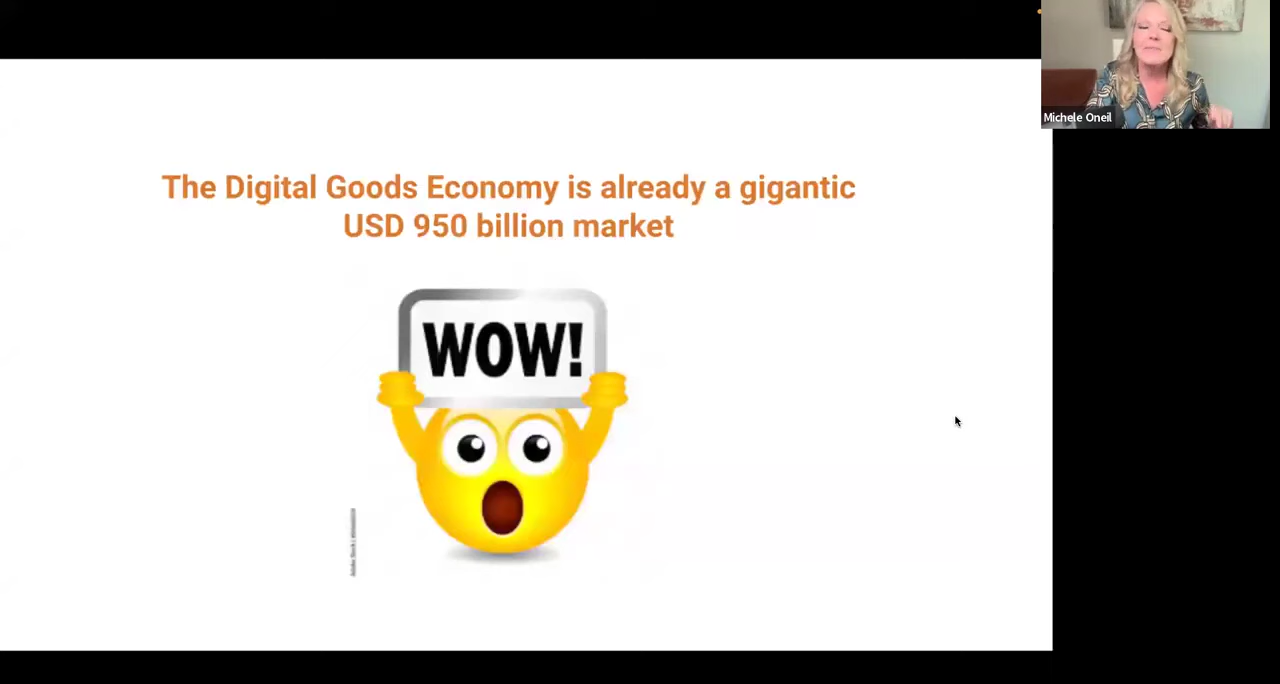 Michele Oneil
The Digital Goods Economy is already a gigantic
USD 950 billion market
WOW!